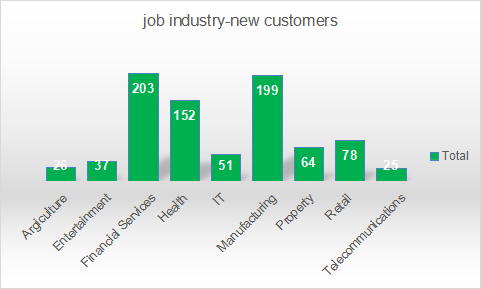 job industry-new customers
26
37
203
152
51
199
64
78
25
Total
Argiculture
Entertainment
Financial Services
Health
IT
Manufacturing
Property
Retail
Telecommunications